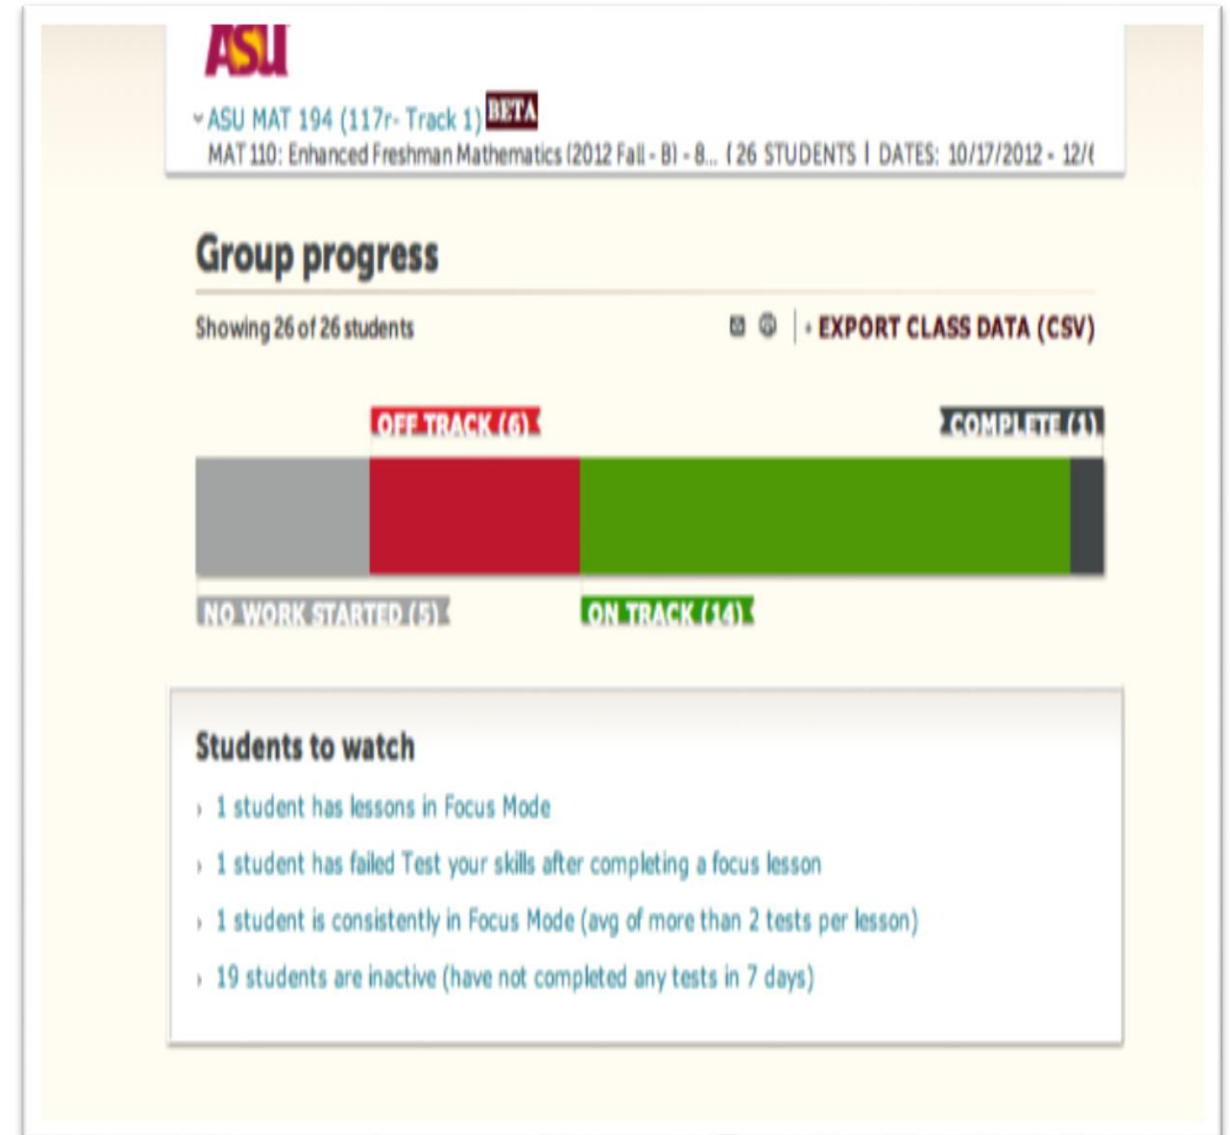 ASU
ASU MAT 194 (117r- Track 1) BETA
MAT 110: Enhanced Freshman Mathematics (2012 Fall - B) - 8... ( 26 STUDENTS | DATES: 10/17/2012 - 12/
Group progress
Showing 26 of 26 students
EXPORT CLASS DATA (CSV)
OFF TRACK (6)
COMPLETE (1)
NO WORK STARTED (5)
ON TRACK (14)
Students to watch
1 student has lessons in Focus Mode
1 student has failed Test your skills after completing a focus lesson
1 student is consistently in Focus Mode (avg of more than 2 tests per lesson)
19 students are inactive (have not completed any tests in 7 days)